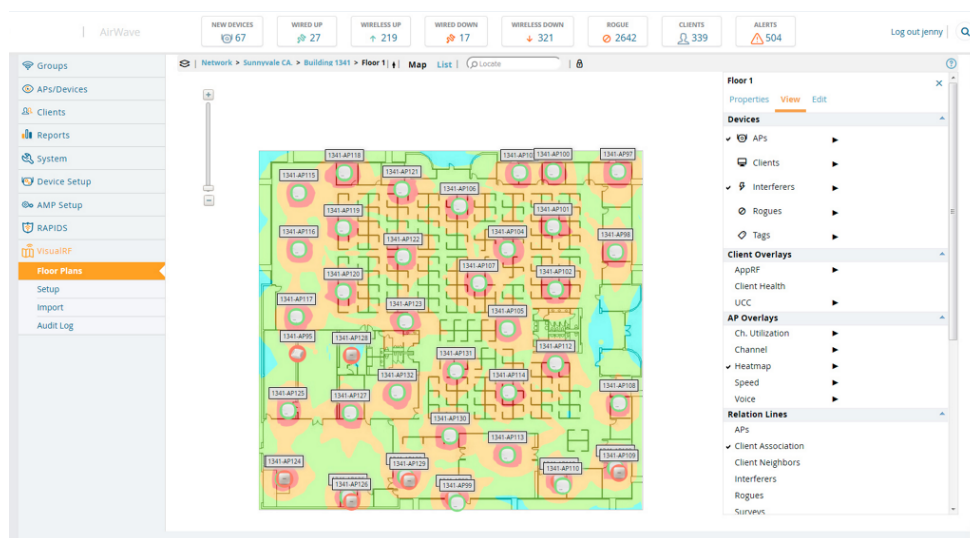 AirWave
NEW DEVICES
67
WIRED UP
27
WIRELESS UP
219
WIRED DOWN
17
WIRELESS DOWN
321
ROGUE
2642
CLIENTS
339
ALERTS
504
Log out jenny
Groups
APs/Devices
Clients
Reports
System
Device Setup
AMP Setup
RAPIDS
VisualRF
Floor Plans
Setup
Import
Audit Log
Network > Sunnyvale CA. > Building 1341 > Floor 1 Map List Locate
1341-AP118
1341-AP10
1341-AP100
1341-AP97
1341-AP115
1341-AP121
1341-AP106
1341-AP119
1341-AP101
1341-AP116
1341-AP122
1341-AP104
1341-AP98
1341-AP120
1341-AP107
1341-AP102
1341-AP117
1341-AP123
1341-AP105
1341-AP95
1341-AP128
1341-AP131
1341-AP112
1341-AP132
1341-AP114
1341-AP125
1341-AP127
1341-AP108
1341-AP130
1341-AP113
1341-AP124
1341-AP129
1341-AP110
1341-AP109
1341-AP126
1341-AP99
Floor 1
Properties View Edit
Devices
APs
Clients
Interferers
Rogues
Tags
Client Overlays
AppRF
Client Health
UCC
AP Overlays
Ch. Utilization
Channel
Heatmap
Speed
Voice
Relation Lines
APs
Client Association
Client Neighbors
Interferers
Rogues
Surveys